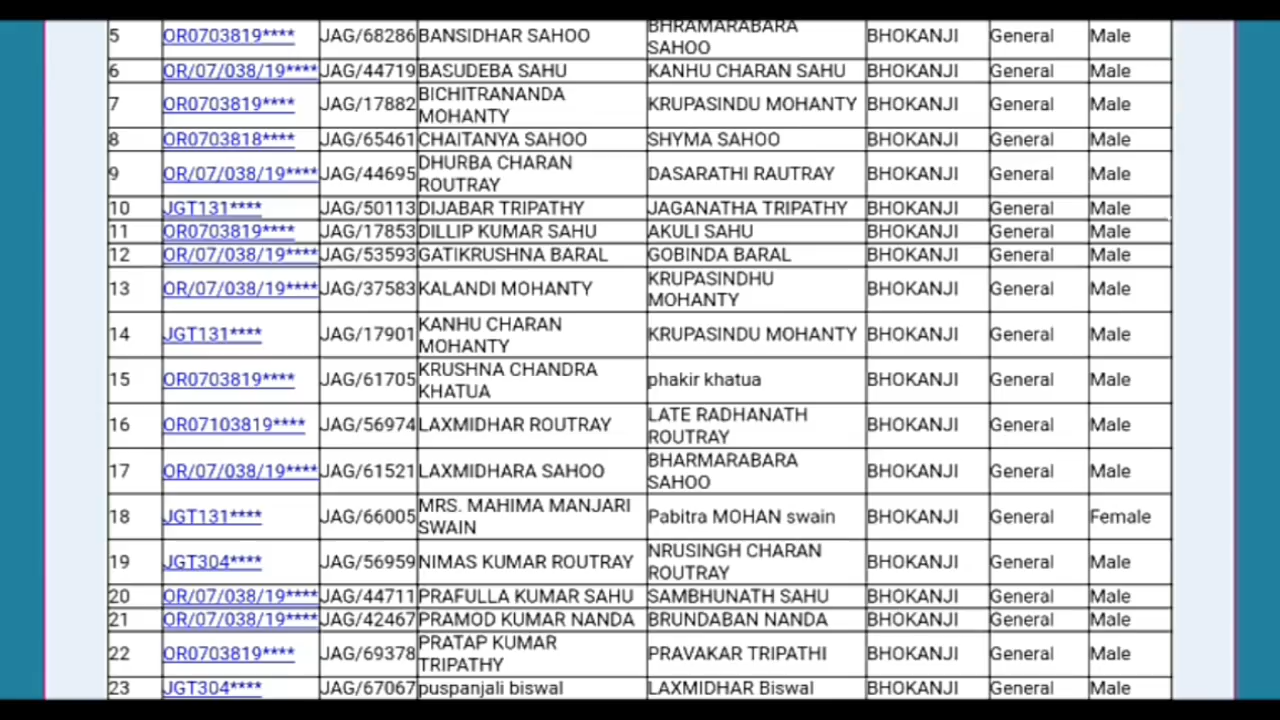 5 OR0703819**** JAG/68286 BANSIDHAR SAHOO BHRAMARABARA SAHOO BHOKANJI General Male
6 OR/07/038/19**** JAG/44719 BASUDEBA SAHU KANHU CHARAN SAHU BHOKANJI General Male
7 OR0703819**** JAG/17882 BICHITRANANDA MOHANTY KRUPASINDU MOHANTY BHOKANJI General Male
8 OR0703818**** JAG/65461 CHAITANYA SAHOO SHYMA SAHOO BHOKANJI General Male
9 OR/07/038/19**** JAG/44695 DHURBA CHARAN ROUTRAY DASARATHI RAUTRAY BHOKANJI General Male
10 JGT131**** JAG/50113 DIJABAR TRIPATHY JAGANATHA TRIPATHY BHOKANJI General Male
11 OR0703819**** JAG/17853 DILLIP KUMAR SAHU AKULI SAHU BHOKANJI General Male
12 OR/07/038/19**** JAG/53593 GATIKRUSHNA BARAL GOBINDA BARAL BHOKANJI General Male
13 OR/07/038/19**** JAG/37583 KALANDI MOHANTY KRUPASINDHU MOHANTY BHOKANJI General Male
14 JGT131**** JAG/17901 KANHU CHARAN MOHANTY KRUPASINDU MOHANTY BHOKANJI General Male
15 OR0703819**** JAG/61705 KRUSHNA CHANDRA KHATUA phakir khatua BHOKANJI General Male
16 OR07103819**** JAG/56974 LAXMIDHAR ROUTRAY LATE RADHANATH ROUTRAY BHOKANJI General Male
17 OR/07/038/19**** JAG/61521 LAXMIDHARA SAHOO BHARMARABARA SAHOO BHOKANJI General Male
18 JGT131**** JAG/66005 MRS. MAHIMA MANJARI SWAIN Pabitra MOHAN swain BHOKANJI General Female
19 JGT304**** JAG/56959 NIMAS KUMAR ROUTRAY NRUSINGH CHARAN ROUTRAY BHOKANJI General Male
20 OR/07/038/19**** JAG/44711 PRAFULLA KUMAR SAHU SAMBHUNATH SAHU BHOKANJI General Male
21 OR/07/038/19**** JAG/42467 PRAMOD KUMAR NANDA BRUNDABAN NANDA BHOKANJI General Male
22 OR0703819**** JAG/69378 PRATAP KUMAR TRIPATHY PRAVAKAR TRIPATHI BHOKANJI General Male
23 JGT304**** JAG/67067 puspanjali biswal LAXMIDHAR Biswal BHOKANJI General Male